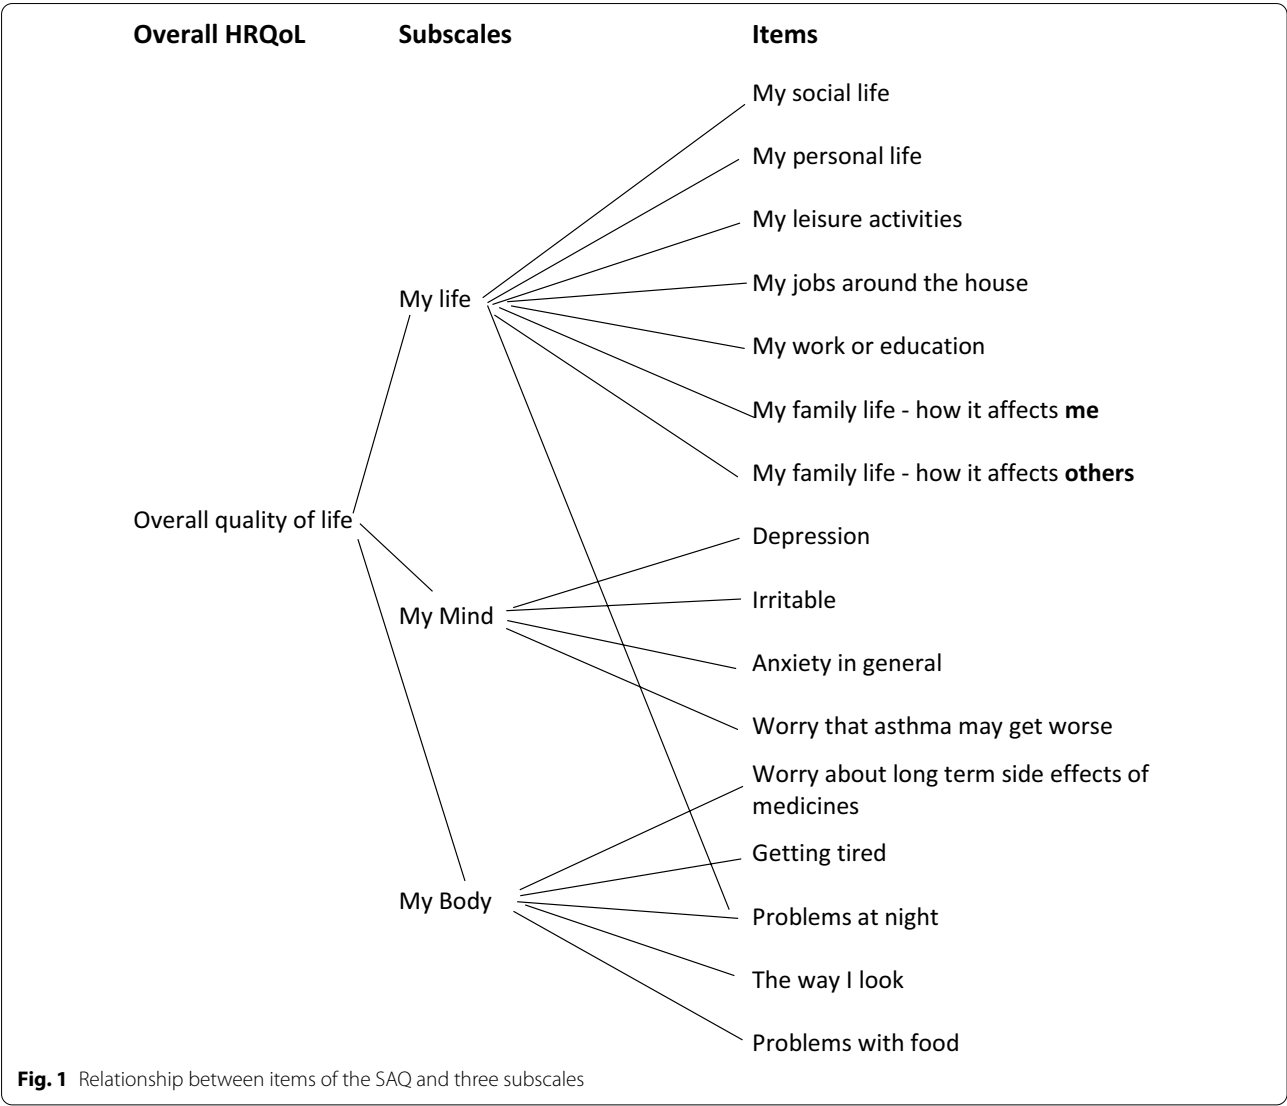 Overall HRQoL Subscales Items
My social life
My personal life
My leisure activities
My life
My jobs around the house
My work or education
My family life - how it affects me
My family life - how it affects others
Overall quality of life
Depression
Irritable
My Mind
Anxiety in general
Worry that asthma may get worse
Worry about long term side effects of
medicines
Getting tired
My Body
Problems at night
The way I look
Problems with food
Fig. 1 Relationship between items of the SAQ and three subscales